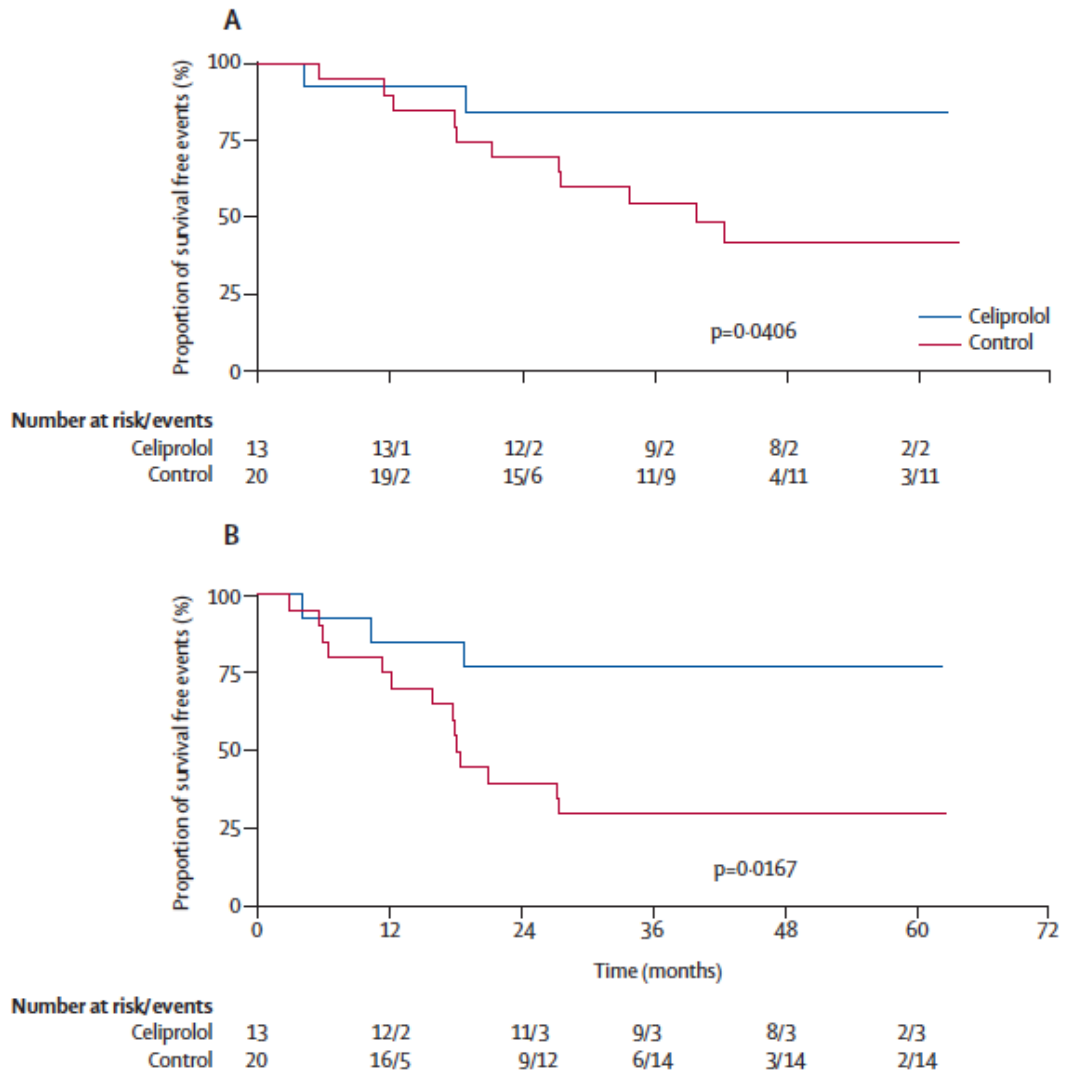 A
Proportion of survival free events (%)
100
75
50
25
0
p=0·0406
Celiprolol
Control
Number at risk/events
Celiprolol 13 13/1 12/2 9/2 8/2 2/2
Control 20 19/2 15/6 11/9 4/11 3/11
B
Proportion of survival free events (%)
100
75
50
25
0
p=0·0167
0 12 24 36 48 60 72
Time (months)
Number at risk/events
Celiprolol 13 12/2 11/3 9/3 8/3 2/3
Control 20 16/5 9/12 6/14 3/14 2/14